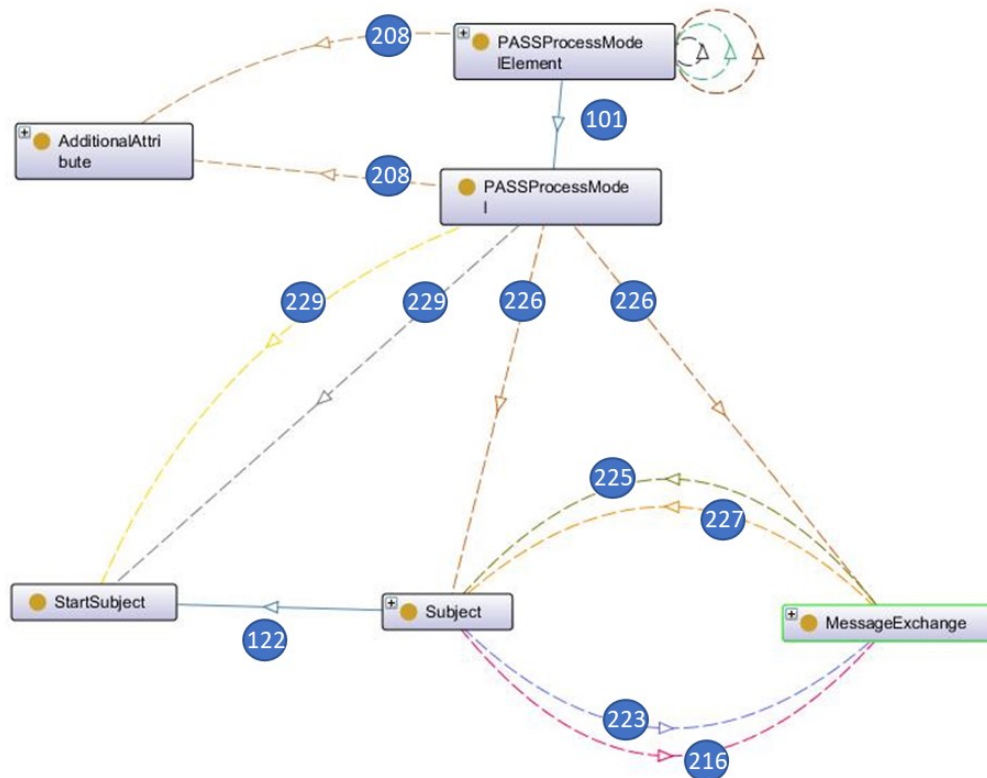 208
PASSProcessMode
lElement
101
AdditionalAttri
bute
208
PASSProcessMode
l
229
229
226
226
225
227
StartSubject
Subject
MessageExchange
122
223
216